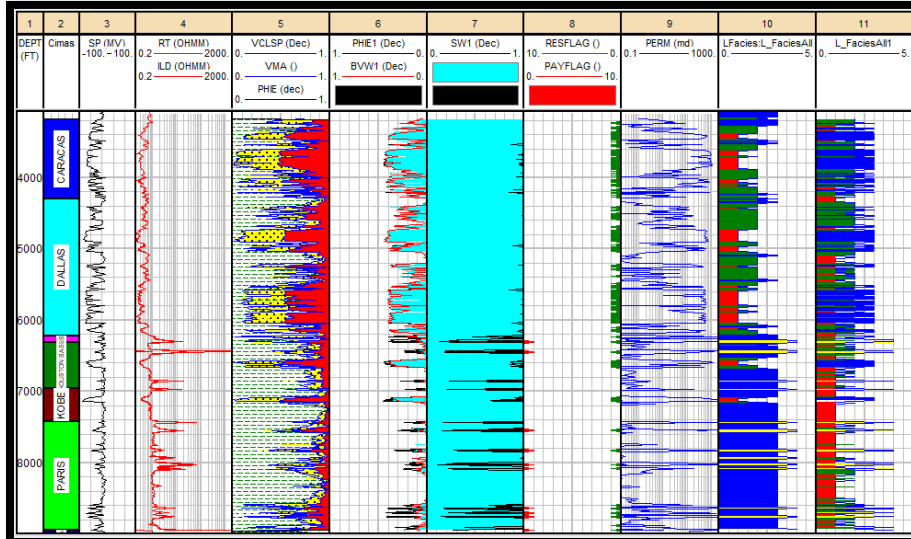 1 2 3 4 5 6 7 8 9 10 11
DEPT (FT) Cimas SP (MV) RT (OHMM) VCLSP (Dec) PHIE1 (Dec) SW1 (Dec) RESFLAG () PERM (md) LFacies:L_FaciesAll L_FaciesAll1
-100. -100. 0.2 2000. 0. 1. 1. 0. 0. 1. 10. 0. 0.1 1000. 0. 5. 0. 5.
ILD (OHMM) VMA () BVW1 (Dec) PAYFLAG ()
0.2 2000. 0. 1. 1. 0. 0. 10.
PHIE (dec)
0. 1.
CARACAS
4000
DALLAS
5000
6000
HOUSTON
7000
KOBE
8000
PARIS